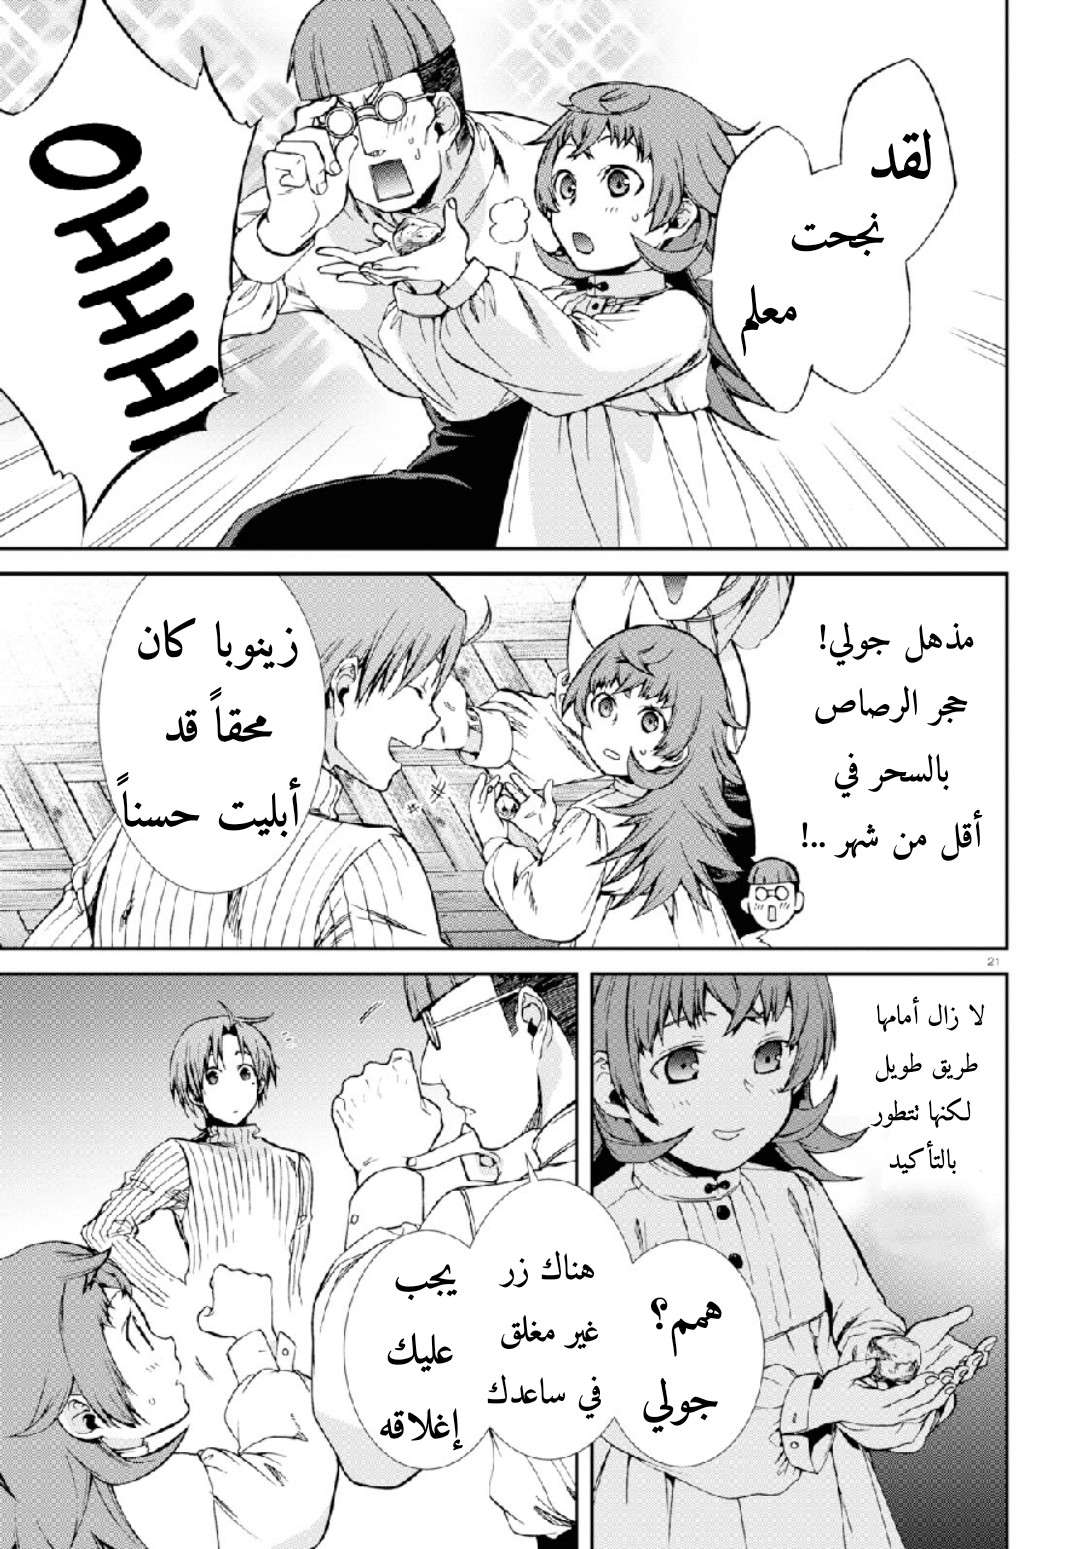 لقد
نجحت
معلم
OHHH!
مذهل جولي!
حجر الرصاص
بالسحر في
أقل من شهر ..!
زينوبا كان
محقاً قد
أبليت حسناً
21
لا زال أمامها
طريق طويل
لكنها تتطور
بالتأكيد
همم؟
جولي
هناك زر
غير مغلق
في ساعدك
يجب
عليك
إغلاقه